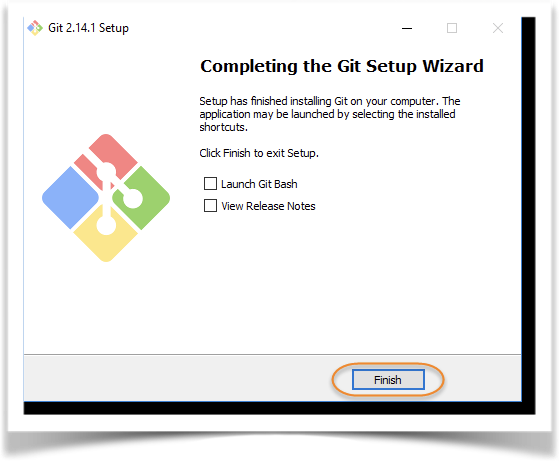 Git 2.14.1 Setup
Completing the Git Setup Wizard
Setup has finished installing Git on your computer. The
application may be launched by selecting the installed
shortcuts.
Click Finish to exit Setup.
Launch Git Bash
View Release Notes
Finish